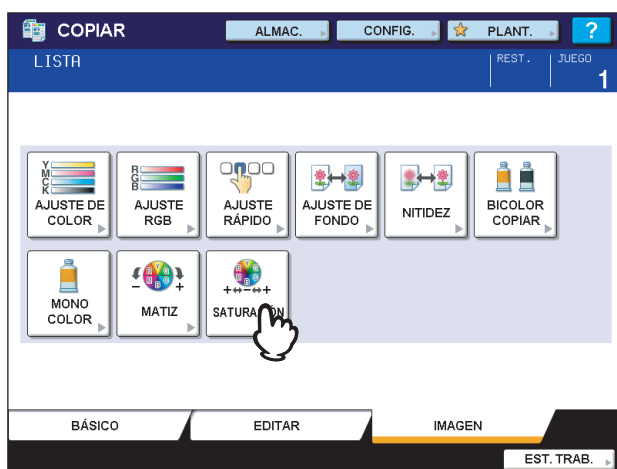 COPIAR
ALMAC.
CONFIG.
PLANT.
?
LISTA
REST.
JUEGO
1
Y
M
C
K
AJUSTE DE
COLOR
R
G
B
AJUSTE
RGB
AJUSTE
RÁPIDO
AJUSTE DE
FONDO
NITIDEZ
BICOLOR
COPIAR
MONO
COLOR
MATIZ
SATURACIÓN
BÁSICO
EDITAR
IMAGEN
EST. TRAB.